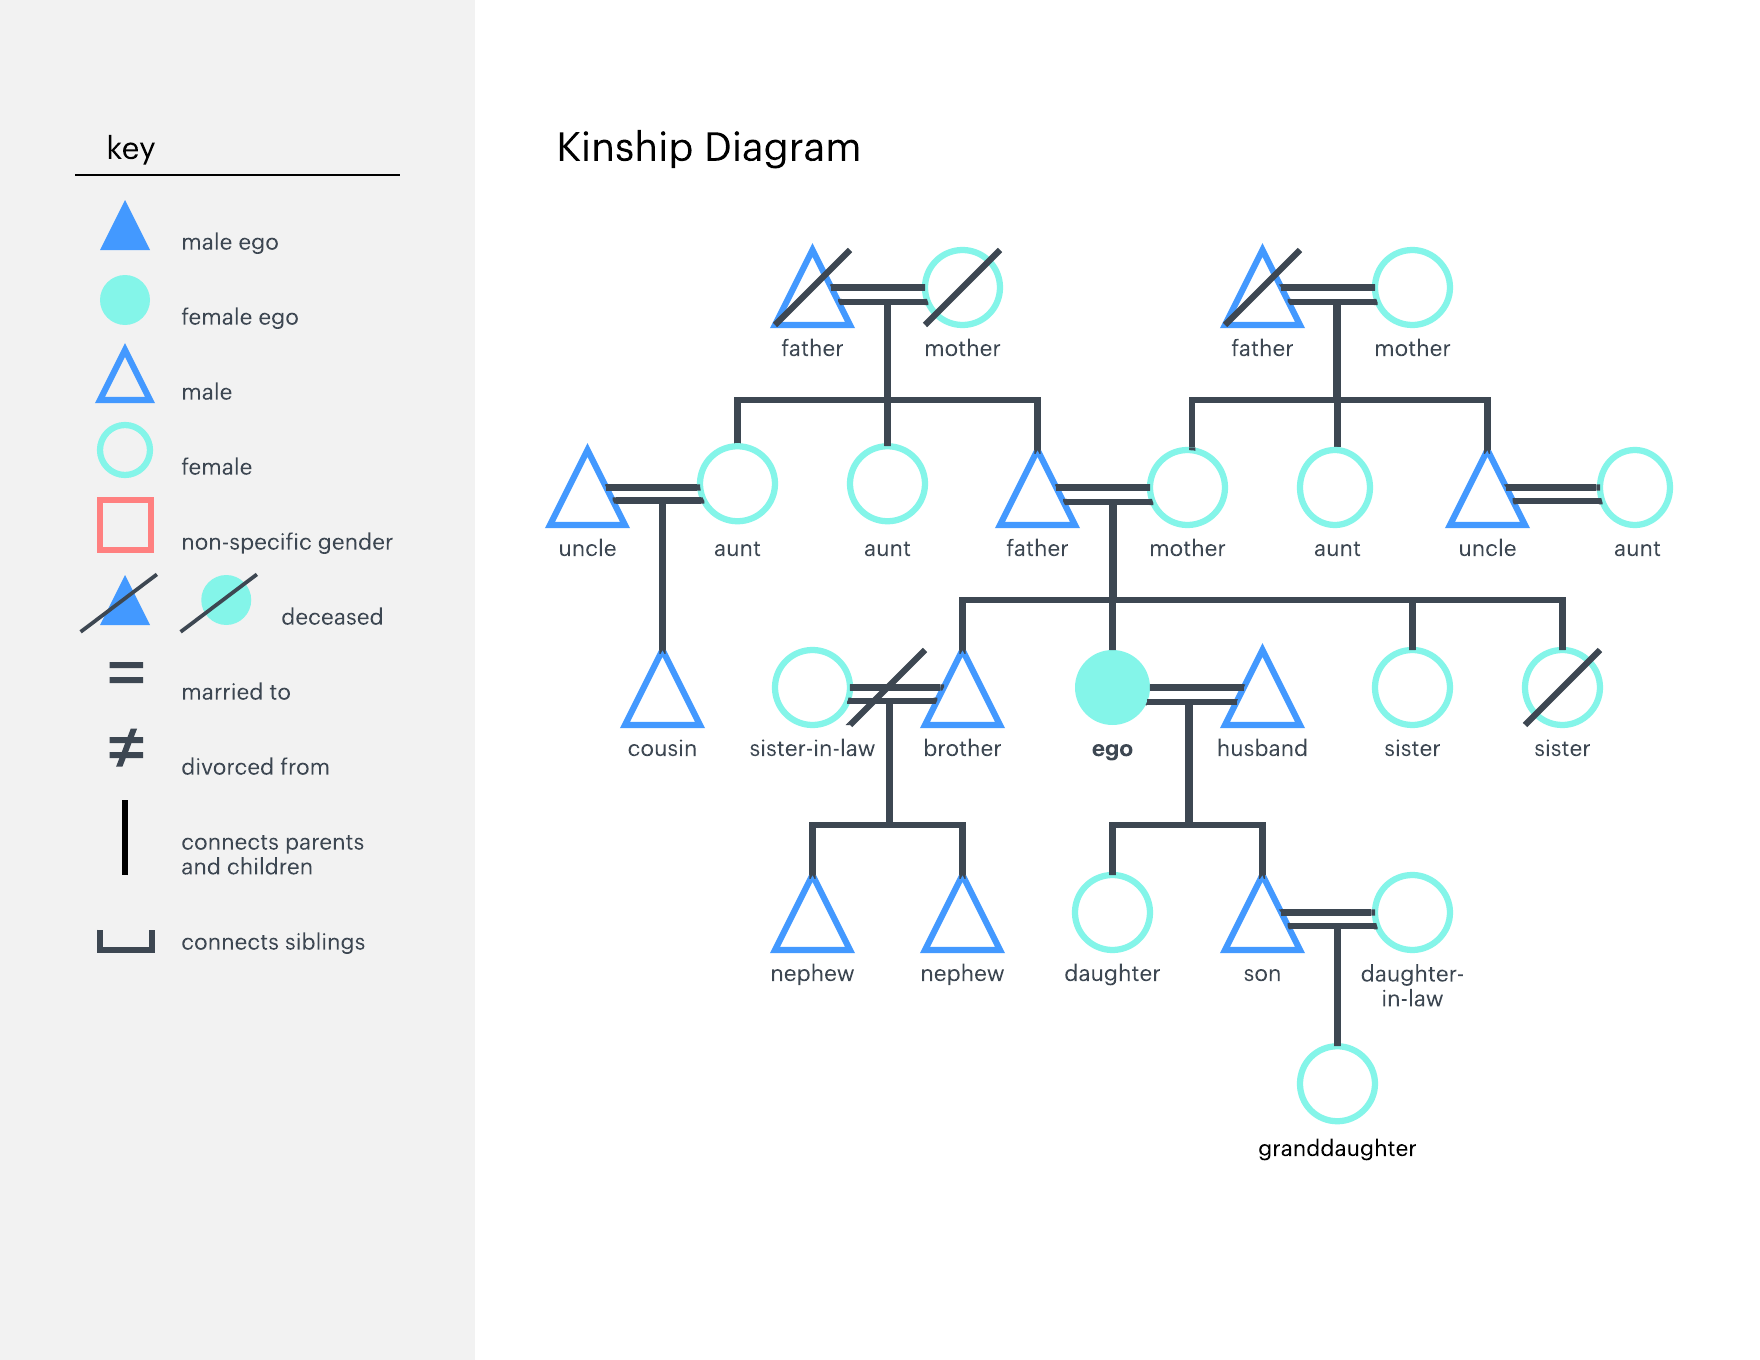 key
male ego
female ego
male
female
non-specific gender
deceased
married to
divorced from
connects parents
and children
connects siblings
Kinship Diagram
father mother father mother
uncle aunt aunt father mother aunt uncle aunt
cousin sister-in-law brother ego husband sister sister
nephew nephew daughter son daughter-
in-law
granddaughter